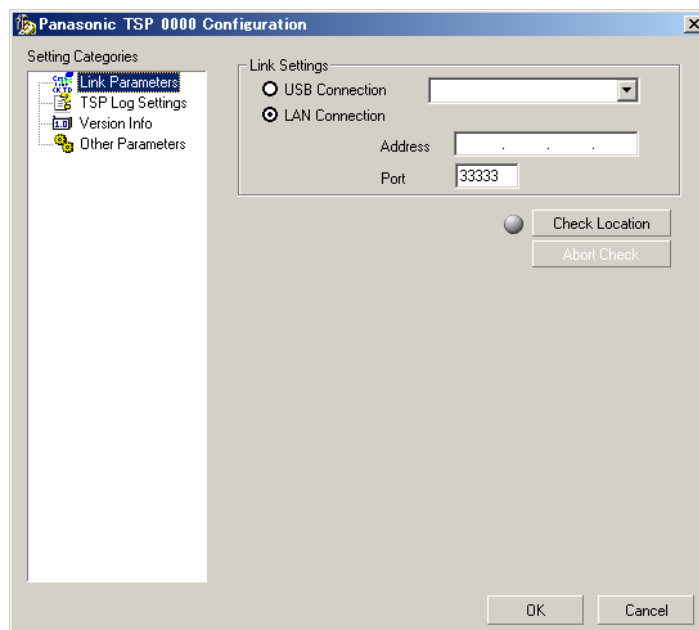 Panasonic TSP 0000 Configuration
Setting Categories
Link Parameters
TSP Log Settings
Version Info
Other Parameters
Link Settings
USB Connection
LAN Connection
Address . . .
Port 33333
Check Location
Abort Check
OK Cancel